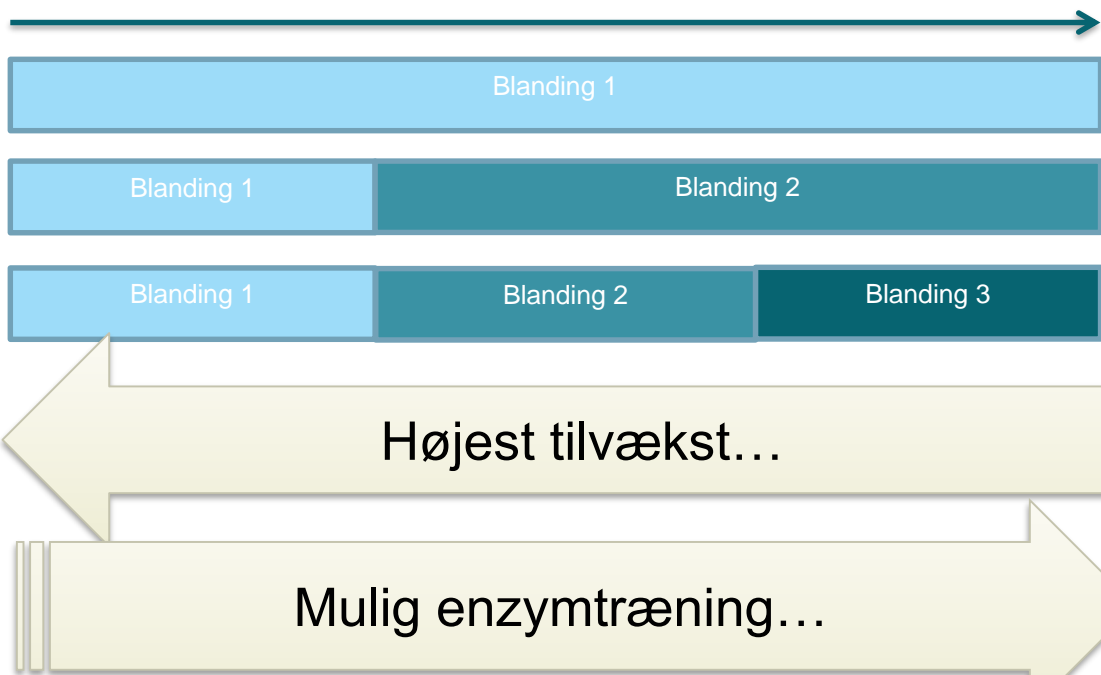 Blanding 1
Blanding 1 Blanding 2
Blanding 1 Blanding 2 Blanding 3
Højest tilvækst…
Mulig enzymtræning…